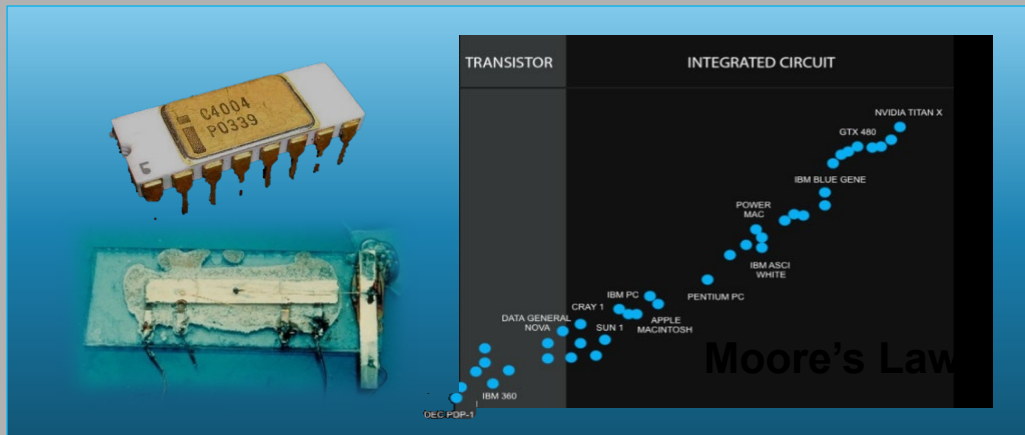 C4004
P0339
TRANSISTOR
INTEGRATED CIRCUIT
NVIDIA TITAN X
GTX 480
IBM BLUE GENE
POWER
MAC
IBM ASCI
WHITE
PENTIUM PC
IBM PC
CRAY 1
APPLE
MACINTOSH
DATA GENERAL
NOVA
SUN 1
Moore's Law
IBM 360
DEC PDP-1